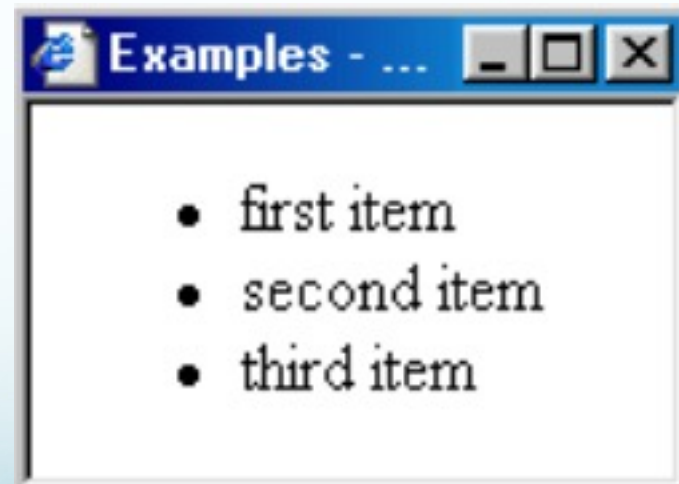 Examples - ...
• first item
• second item
• third item